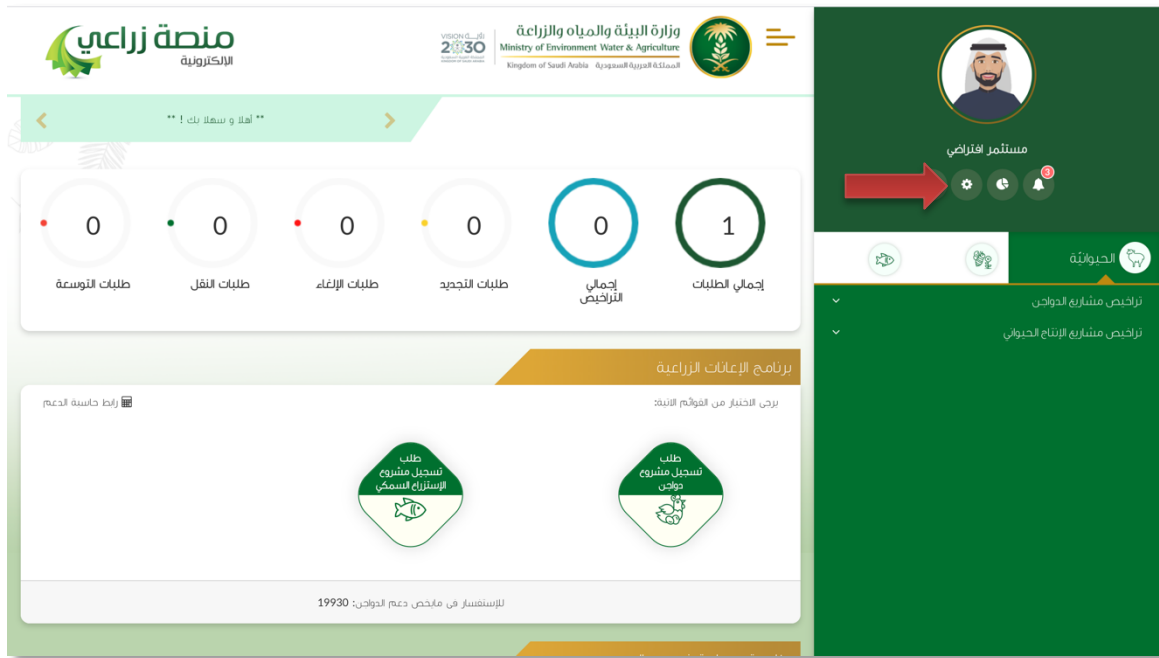 وزارة البيئة والمياه والزراعة
Ministry of Environment Water & Agriculture
المملكة العربية السعودية Kingdom of Saudi Arabia
VISION رؤيـــة
2030
منصة زراعي
الإلكترونية
مستثمر افتراضي
3
** أهلا و سهلا بك ! **
1
إجمالي الطلبات
0
إجمالي
التراخيص
0
طلبات التجديد
0
طلبات الإلغاء
0
طلبات النقل
0
طلبات التوسعة
الحيوانيّة
تراخيص مشاريع الدواجن
تراخيص مشاريع الإنتاج الحيواني
برنامج الإعانات الزراعية
يرجى الاختيار من القوائم الاتية:
رابط حاسبة الدعم
طلب
تسجيل مشروع
دواجن
طلب
تسجيل مشروع
الإستزراع السمكي
للإستفسار في مايخص دعم الدواجن: 19930